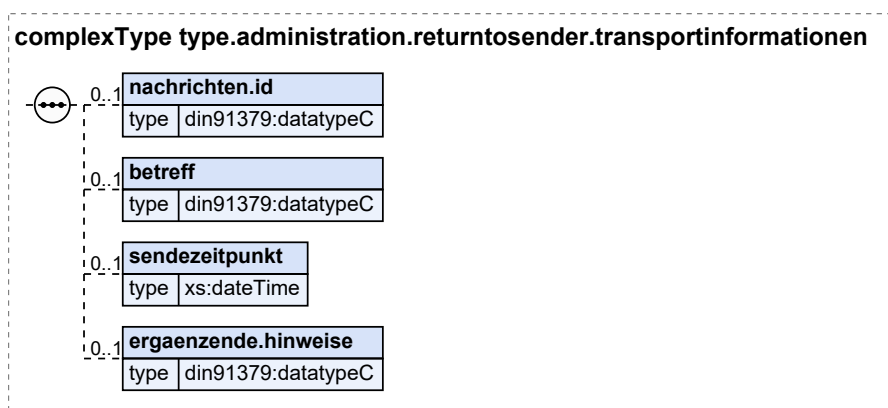 complexType type.administration.returntosender.transportinformationen
0..1 nachrichten.id
type din91379:datatypeC
0..1 betreff
type din91379:datatypeC
0..1 sendezeitpunkt
type xs:dateTime
0..1 ergaenzende.hinweise
type din91379:datatypeC